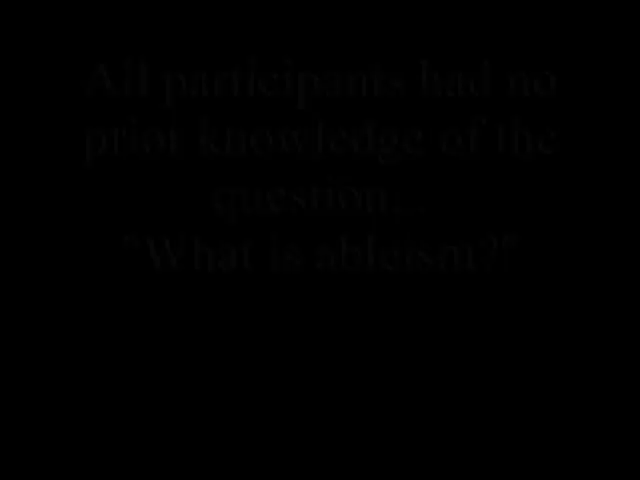 All participants had no
prior knowledge of the
question...
"What is ableism?"